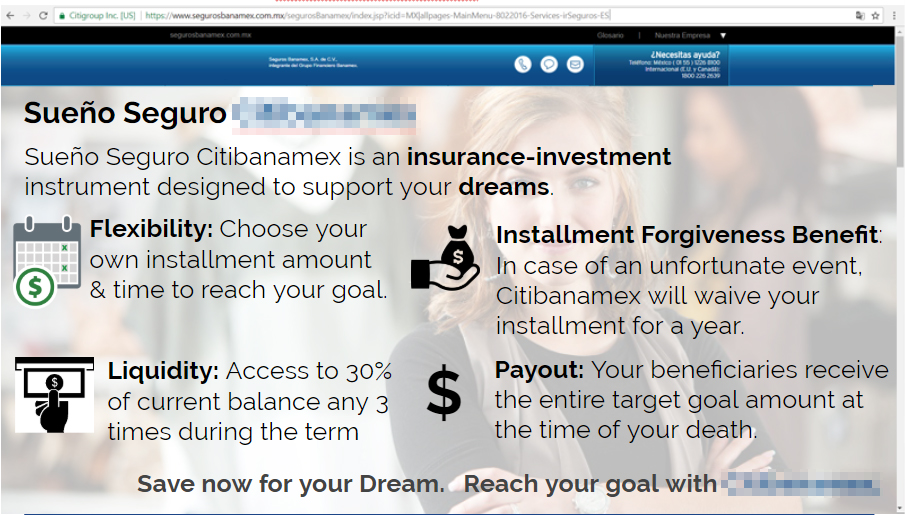 Citigroup Inc. [US] | https://www.segurosbanamex.com.mx/segurosBanamex/index.jsp?icid=MX|allpages-MainMenu-8022016-Services-irSeguros-ES
segurosbanamex.com.mx
Glosario | Nuestra Empresa ▼
Seguros Banamex, S.A. de C.V.,
integrante del Grupo Financiero Banamex.
¿Necesitas ayuda?
Teléfono: México ( 01 55 ) 1226 8100
Internacional (E.U. y Canadá):
1800 226 2639
Sueño Seguro
Sueño Seguro Citibanamex is an insurance-investment
instrument designed to support your dreams.
Flexibility: Choose your
own installment amount
& time to reach your goal.
Installment Forgiveness Benefit:
In case of an unfortunate event,
Citibanamex will waive your
installment for a year.
Liquidity: Access to 30%
of current balance any 3
times during the term
Payout: Your beneficiaries receive
the entire target goal amount at
the time of your death.
Save now for your Dream. Reach your goal with